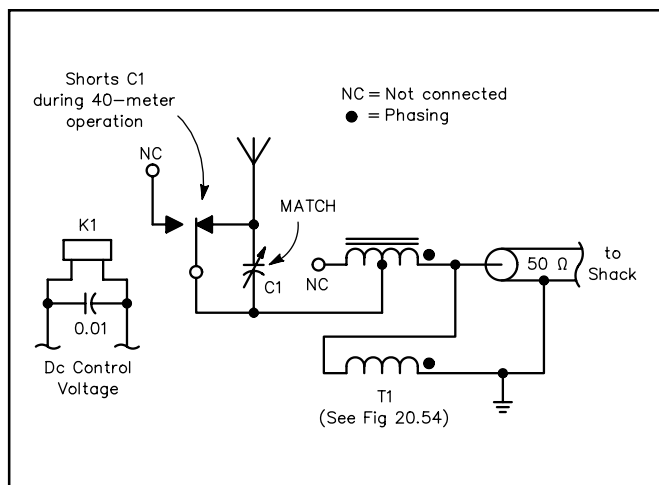 Shorts C1
during 40-meter
operation
NC = Not connected
● = Phasing
NC
MATCH
K1
C1
NC
50 Ω
to
Shack
0.01
Dc Control
Voltage
T1
(See Fig 20.54)